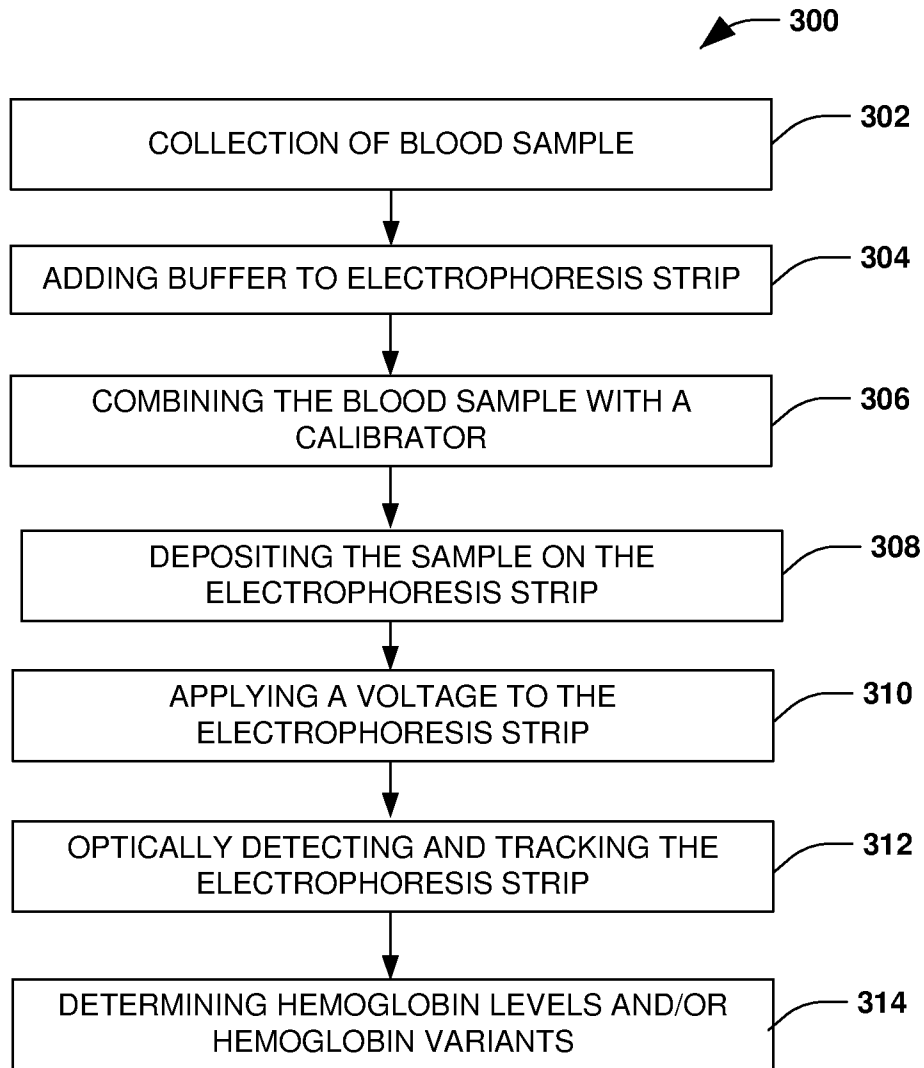 300
COLLECTION OF BLOOD SAMPLE
302
ADDING BUFFER TO ELECTROPHORESIS STRIP
304
COMBINING THE BLOOD SAMPLE WITH A
CALIBRATOR
306
DEPOSITING THE SAMPLE ON THE
ELECTROPHORESIS STRIP
308
APPLYING A VOLTAGE TO THE
ELECTROPHORESIS STRIP
310
OPTICALLY DETECTING AND TRACKING THE
ELECTROPHORESIS STRIP
312
DETERMINING HEMOGLOBIN LEVELS AND/OR
HEMOGLOBIN VARIANTS
314